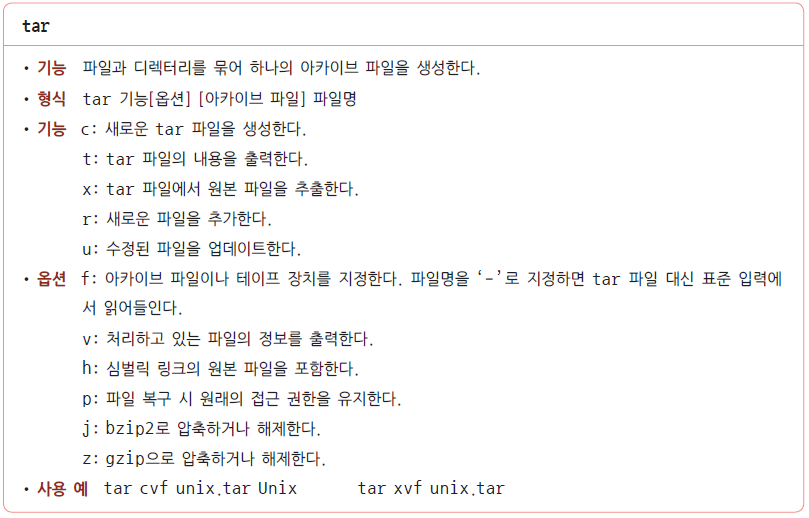 tar
• 기능 파일과 디렉터리를 묶어 하나의 아카이브 파일을 생성한다.
• 형식 tar 기능[옵션] [아카이브 파일] 파일명
• 기능 c: 새로운 tar 파일을 생성한다.
t: tar 파일의 내용을 출력한다.
x: tar 파일에서 원본 파일을 추출한다.
r: 새로운 파일을 추가한다.
u: 수정된 파일을 업데이트한다.
• 옵션 f: 아카이브 파일이나 테이프 장치를 지정한다. 파일명을 ‘-’로 지정하면 tar 파일 대신 표준 입력에
서 읽어들인다.
v: 처리하고 있는 파일의 정보를 출력한다.
h: 심벌릭 링크의 원본 파일을 포함한다.
p: 파일 복구 시 원래의 접근 권한을 유지한다.
j: bzip2로 압축하거나 해제한다.
z: gzip으로 압축하거나 해제한다.
• 사용 예 tar cvf unix.tar Unix tar xvf unix.tar